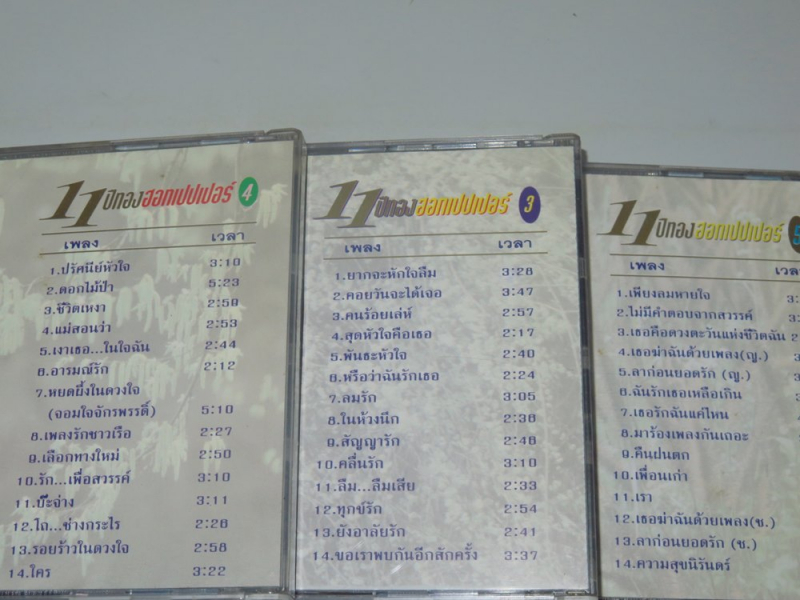 11 ปีทองฮอทเปปเปอร์ 4
เพลง เวลา
1.ปรัศนีย์หัวใจ 3:10
2.ดอกไม้ป่า 5:23
3.ชีวิตเหงา 2:59
4.แม่สอนว่า 2:53
5.เงาเธอ...ในใจฉัน 2:44
6.อารมณ์รัก 2:12
7.หยดยิ้งในดวงใจ
(จอมใจจักรพรรดิ์) 5:10
8.เพลงรักชาวเรือ 2:27
9.เลือกทางใหม่ 2:50
10.รัก...เพื่อสวรรค์ 3:10
11.บ๊ะจ่าง 3:11
12.โถ...ช่างกระไร 2:28
13.รอยร้าวในดวงใจ 2:58
14.ใคร 3:22
11 ปีทองฮอทเปปเปอร์ 3
เพลง เวลา
1.ยากจะหักใจลืม 3:28
2.คอยวันจะได้เจอ 3:47
3.คนร้อยเล่ห์ 2:57
4.สุดหัวใจคือเธอ 2:17
5.พันธะหัวใจ 2:40
6.หรือว่าฉันรักเธอ 2:24
7.ลมรัก 3:05
8.ในห้วงนึก 2:38
9.สัญญารัก 2:48
10.คลื่นรัก 3:10
11.ลืม...ลืมเสีย 2:33
12.ทุกข์รัก 2:54
13.ยังอาลัยรัก 2:41
14.ขอเราพบกันอีกสักครั้ง 3:37
11 ปีทองฮอทเปปเปอร์ 5
เพลง
1.เพียงลมหายใจ
2.ไม่มีคำตอบจากสวรรค์
3.เธอคือดวงตะวันแห่งชีวิตฉัน
4.เธอฆ่าฉันด้วยเพลง(ญ.)
5.ลาก่อนยอดรัก (ญ.)
6.ฉันรักเธอเหลือเกิน
7.เธอรักฉันแค่ไหน
8.มาร้องเพลงกันเถอะ
9.คืนฝนตก
10.เพื่อนเก่า
11.เรา
12.เธอฆ่าฉันด้วยเพลง(ช.)
13.ลาก่อนยอดรัก (ช.)
14.ความสุขนิรันดร์